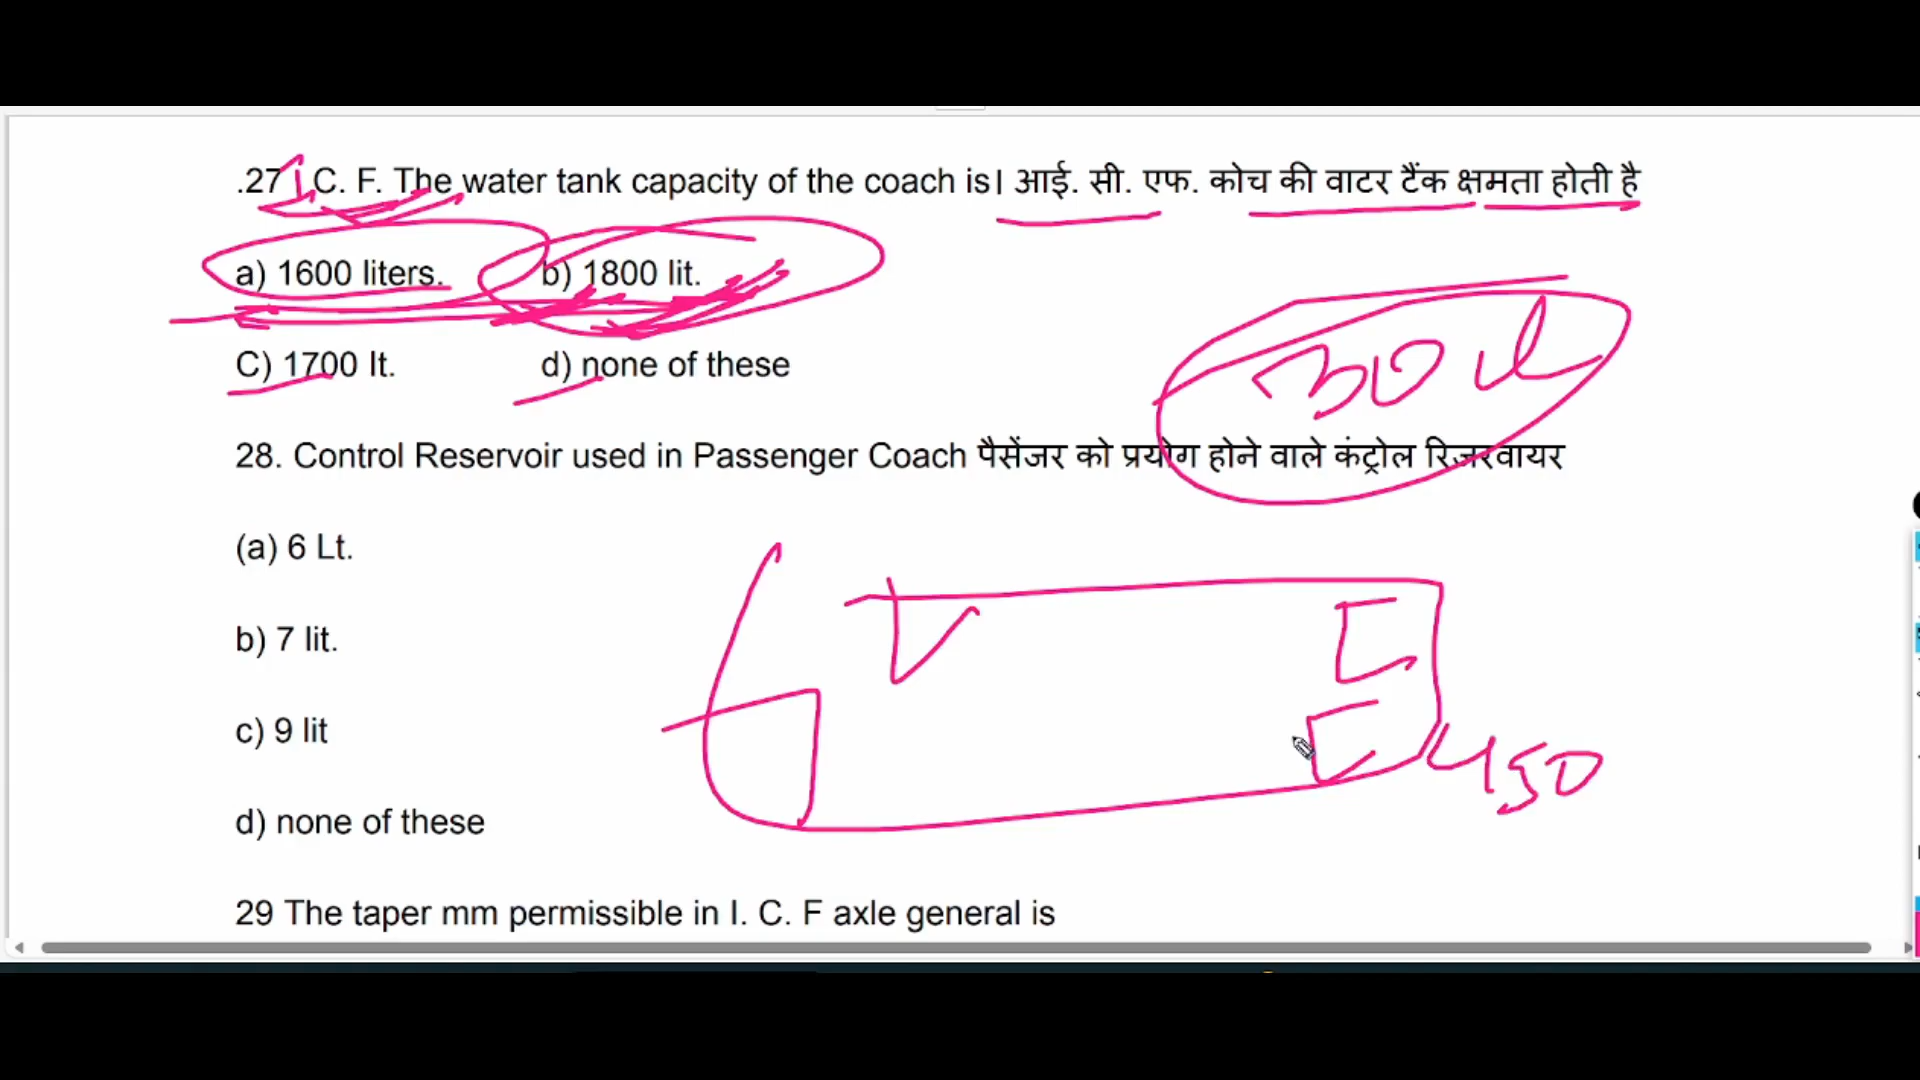 .27 I. C. F. The water tank capacity of the coach is। आई. सी. एफ. कोच की वाटर टैंक क्षमता होती है
a) 1600 liters. b) 1800 lit.
C) 1700 lt. d) none of these
30
28. Control Reservoir used in Passenger Coach पैसेंजर को प्रयोग होने वाले कंट्रोल रिजरवायर
(a) 6 Lt.
b) 7 lit.
c) 9 lit
450
d) none of these
29 The taper mm permissible in I. C. F axle general is